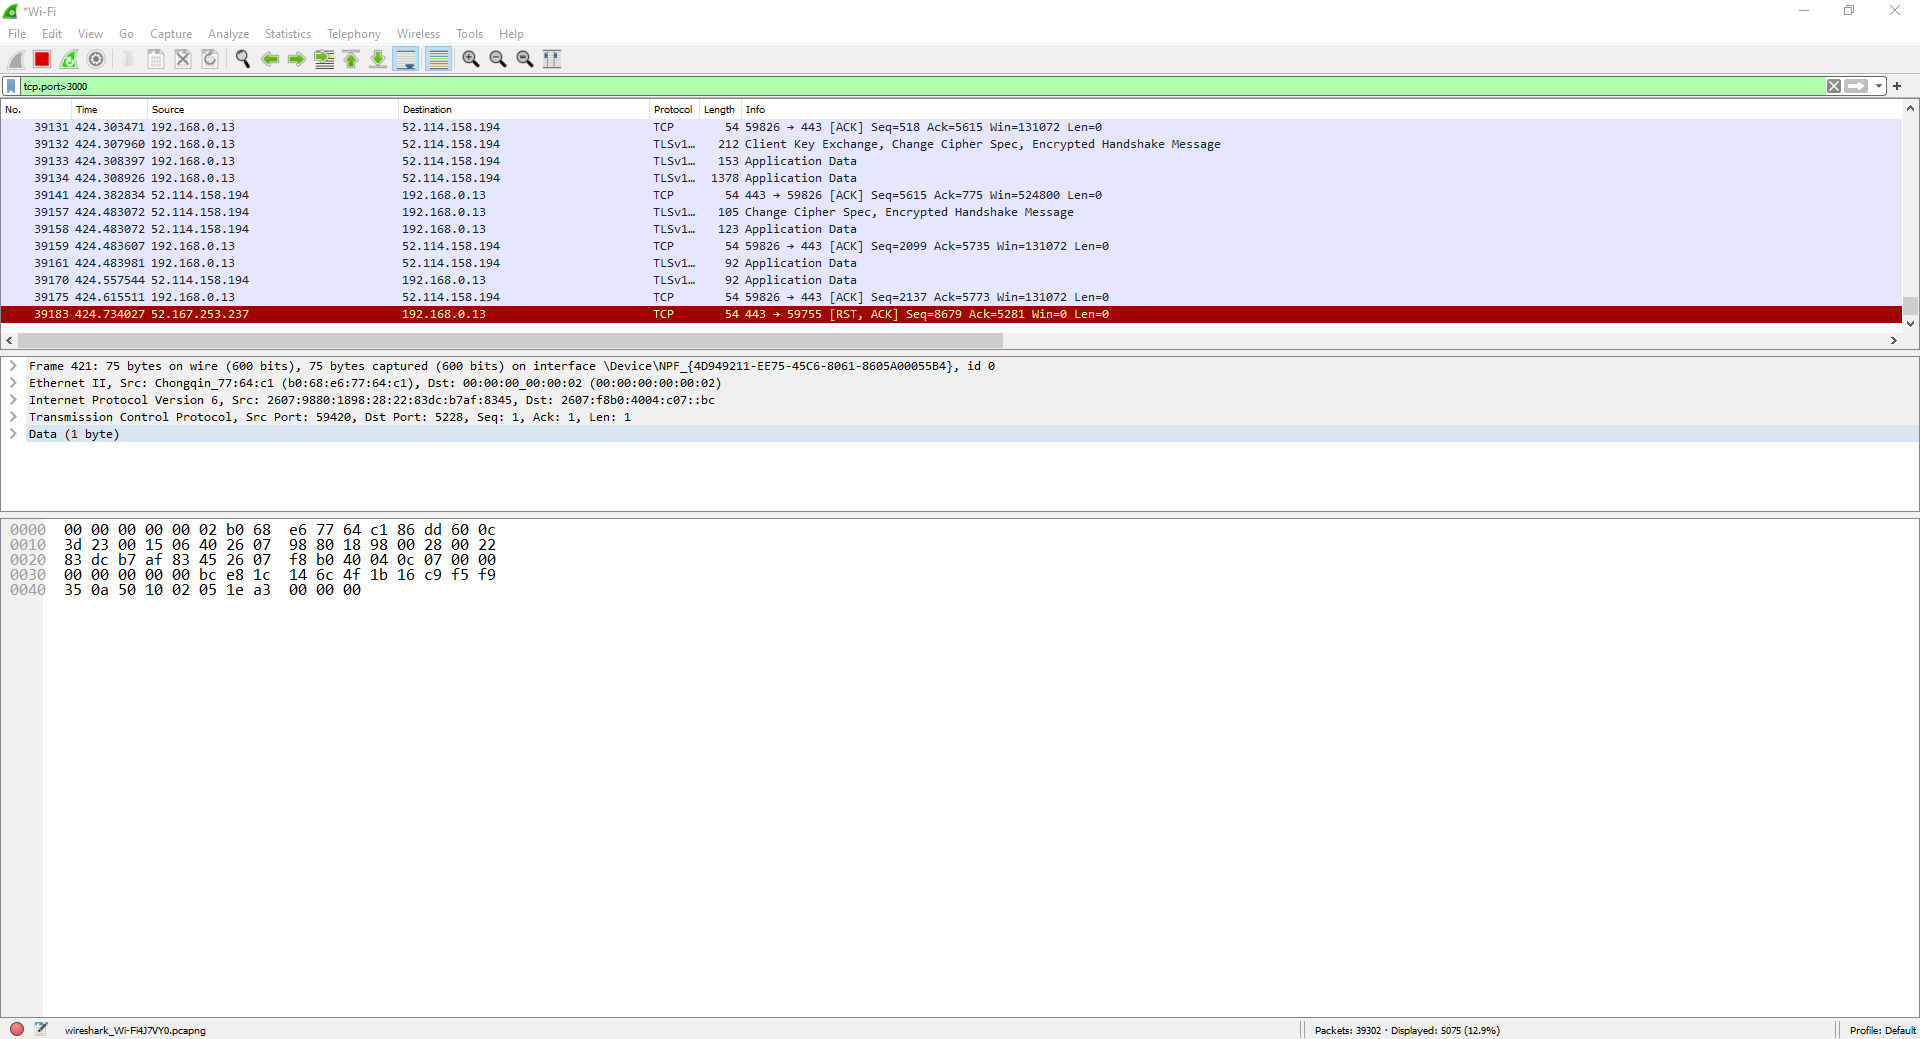 *Wi-Fi
File Edit View Go Capture Analyze Statistics Telephony Wireless Tools Help
tcp.port>3000
No. Time Source Destination Protocol Length Info
39131 424.303471 192.168.0.13 52.114.158.194 TCP 54 59826 → 443 [ACK] Seq=518 Ack=5615 Win=131072 Len=0
39132 424.307960 192.168.0.13 52.114.158.194 TLSv1… 212 Client Key Exchange, Change Cipher Spec, Encrypted Handshake Message
39133 424.308397 192.168.0.13 52.114.158.194 TLSv1… 153 Application Data
39134 424.308926 192.168.0.13 52.114.158.194 TLSv1… 1378 Application Data
39141 424.382834 52.114.158.194 192.168.0.13 TCP 54 443 → 59826 [ACK] Seq=5615 Ack=775 Win=524800 Len=0
39157 424.483072 52.114.158.194 192.168.0.13 TLSv1… 105 Change Cipher Spec, Encrypted Handshake Message
39158 424.483072 52.114.158.194 192.168.0.13 TLSv1… 123 Application Data
39159 424.483607 192.168.0.13 52.114.158.194 TCP 54 59826 → 443 [ACK] Seq=2099 Ack=5735 Win=131072 Len=0
39161 424.483981 192.168.0.13 52.114.158.194 TLSv1… 92 Application Data
39170 424.557544 52.114.158.194 192.168.0.13 TLSv1… 92 Application Data
39175 424.615511 192.168.0.13 52.114.158.194 TCP 54 59826 → 443 [ACK] Seq=2137 Ack=5773 Win=131072 Len=0
39183 424.734027 52.167.253.237 192.168.0.13 TCP 54 443 → 59755 [RST, ACK] Seq=8679 Ack=5281 Win=0 Len=0
Frame 421: 75 bytes on wire (600 bits), 75 bytes captured (600 bits) on interface \Device\NPF_{4D949211-EE75-45C6-8061-8605A00055B4}, id 0
Ethernet II, Src: Chongqin_77:64:c1 (b0:68:e6:77:64:c1), Dst: 00:00:00_00:00:02 (00:00:00:00:00:02)
Internet Protocol Version 6, Src: 2607:9880:1898:28:22:83dc:b7af:8345, Dst: 2607:f8b0:4004:c07::bc
Transmission Control Protocol, Src Port: 59420, Dst Port: 5228, Seq: 1, Ack: 1, Len: 1
Data (1 byte)
0000 00 00 00 00 00 02 b0 68 e6 77 64 c1 86 dd 60 0c
0010 3d 23 00 15 06 40 26 07 98 80 18 98 00 28 00 22
0020 83 dc b7 af 83 45 26 07 f8 b0 40 04 0c 07 00 00
0030 00 00 00 00 00 bc e8 1c 14 6c 4f 1b 16 c9 f5 f9
0040 35 0a 50 10 02 05 1e a3 00 00 00
wireshark_Wi-Fi4J7VY0.pcapng Packets: 39302 · Displayed: 5075 (12.9%) Profile: Default